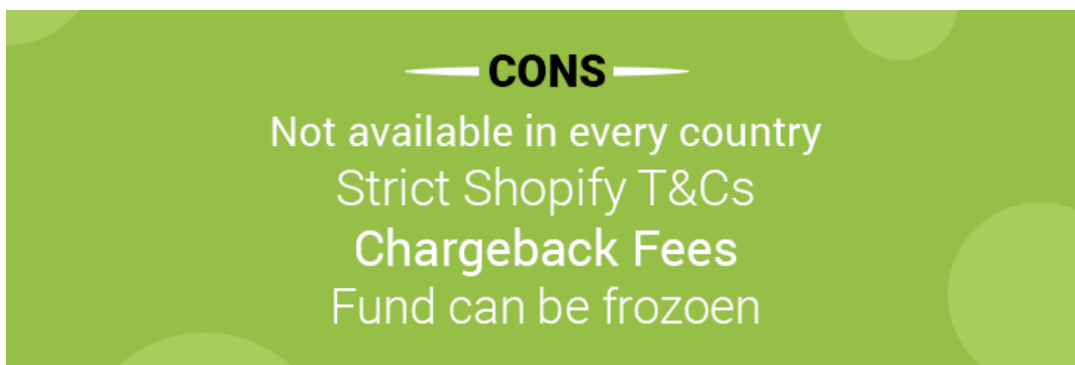 CONS
Not available in every country
Strict Shopify T&Cs
Chargeback Fees
Fund can be frozoen